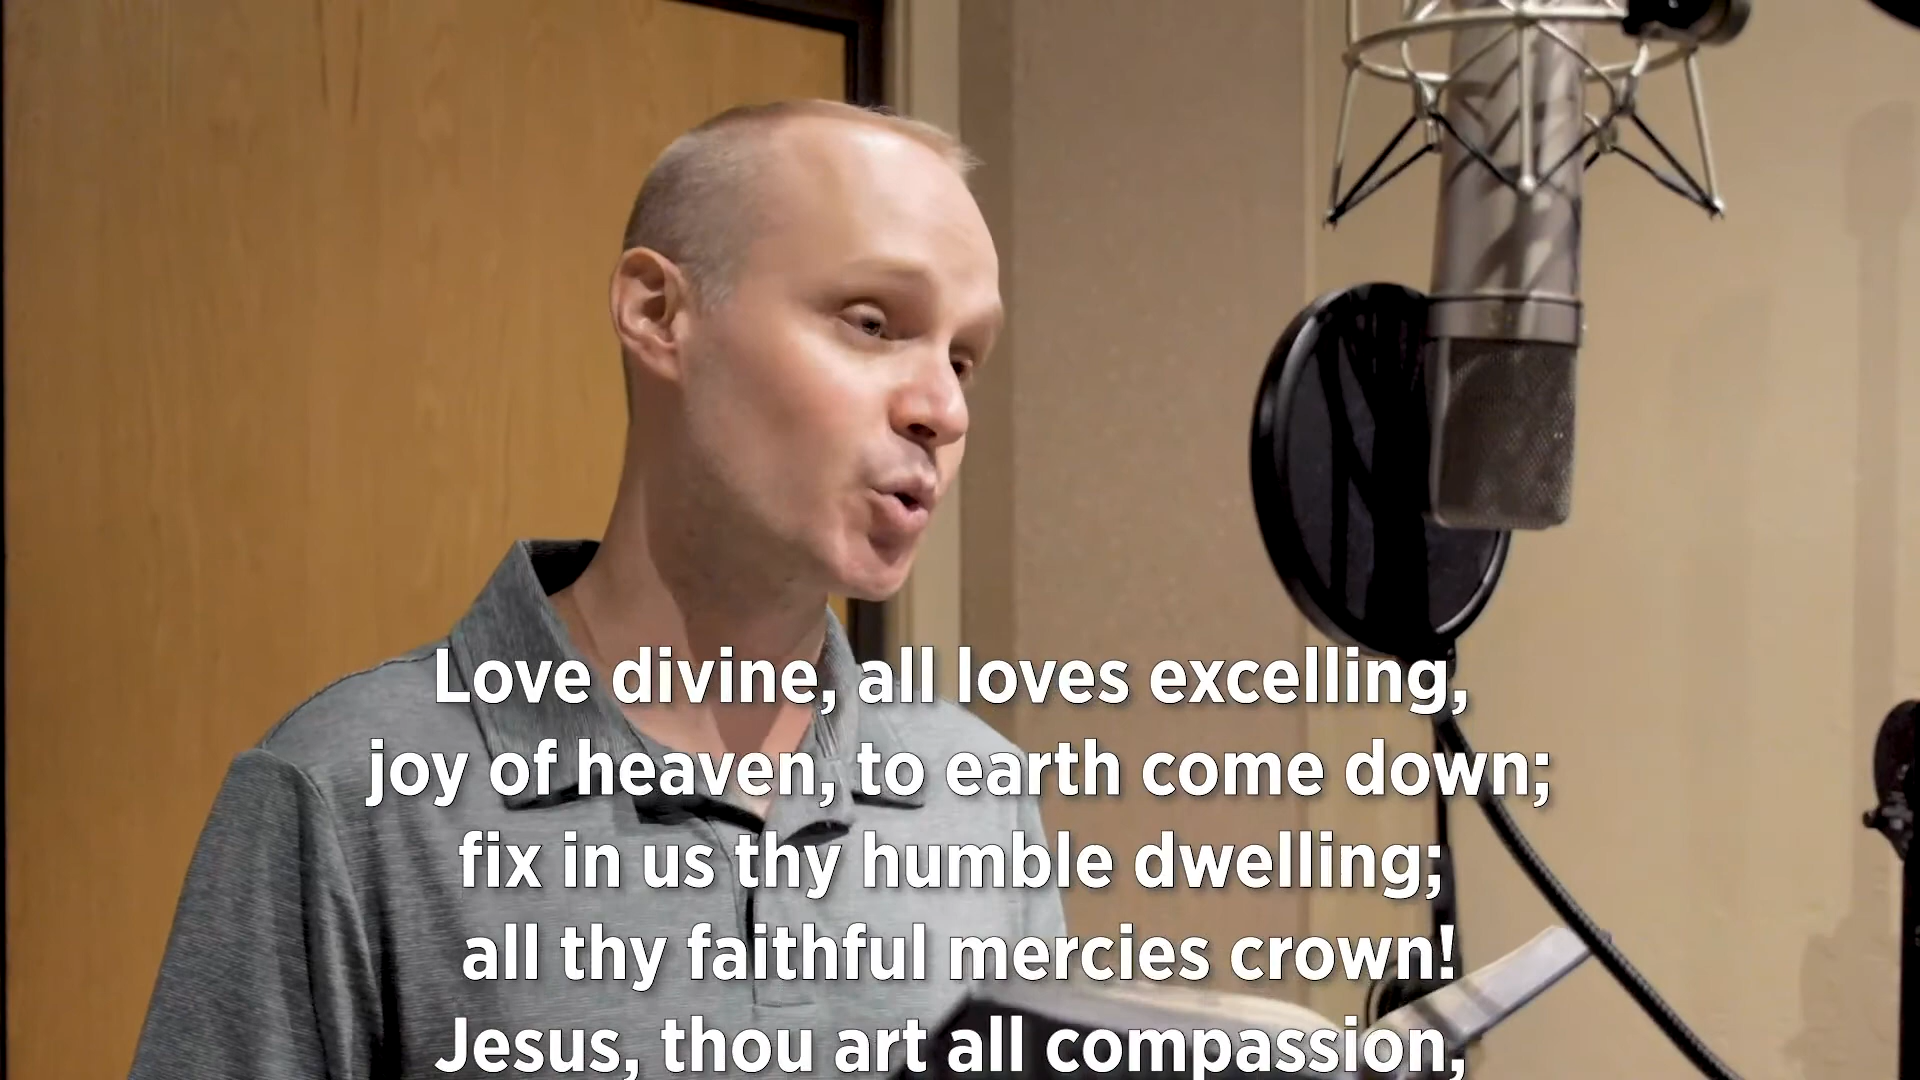 Love divine, all loves excelling,
joy of heaven, to earth come down;
fix in us thy humble dwelling;
all thy faithful mercies crown!
Jesus, thou art all compassion,